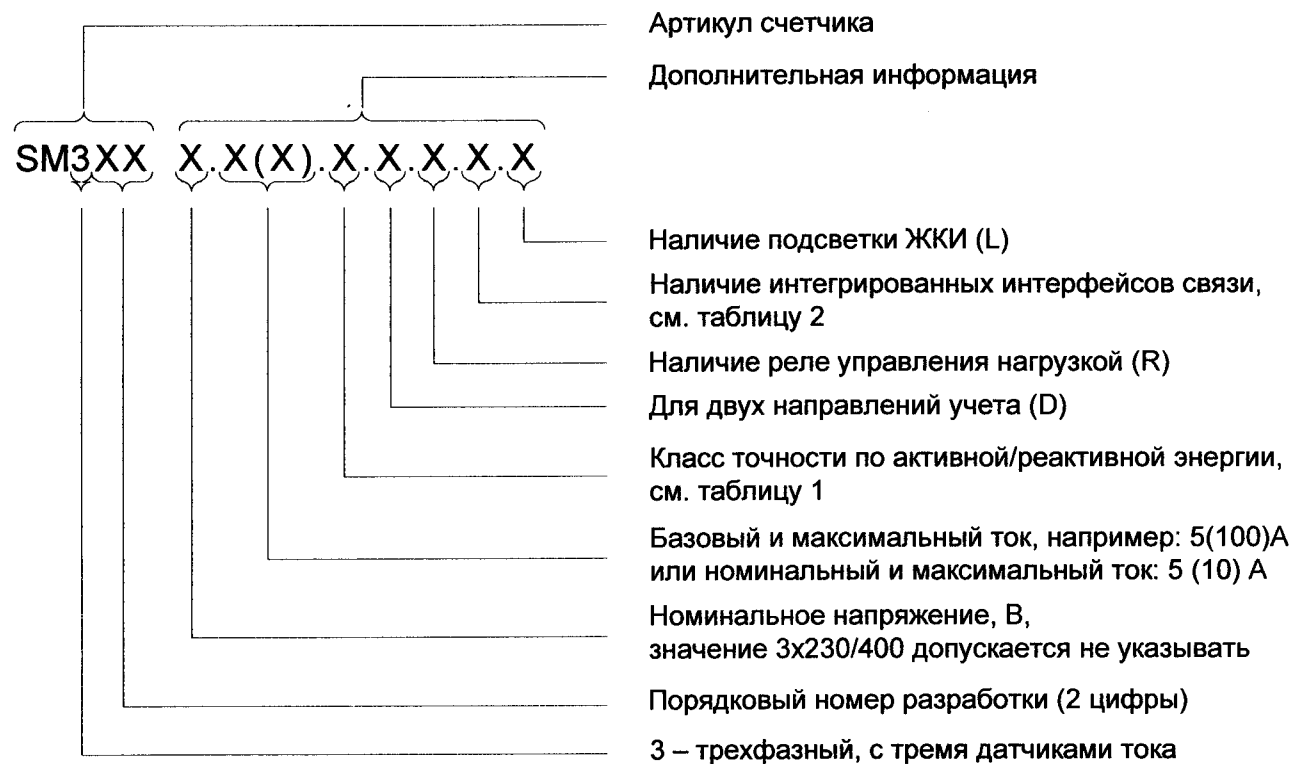 Артикул счетчика
Дополнительная информация
SM3XX X.X(X).X.X.X.X.X
Наличие подсветки ЖКИ (L)
Наличие интегрированных интерфейсов связи,
см. таблицу 2
Наличие реле управления нагрузкой (R)
Для двух направлений учета (D)
Класс точности по активной/реактивной энергии,
см. таблицу 1
Базовый и максимальный ток, например: 5(100)А
или номинальный и максимальный ток: 5 (10) А
Номинальное напряжение, В,
значение 3х230/400 допускается не указывать
Порядковый номер разработки (2 цифры)
3 – трехфазный, с тремя датчиками тока